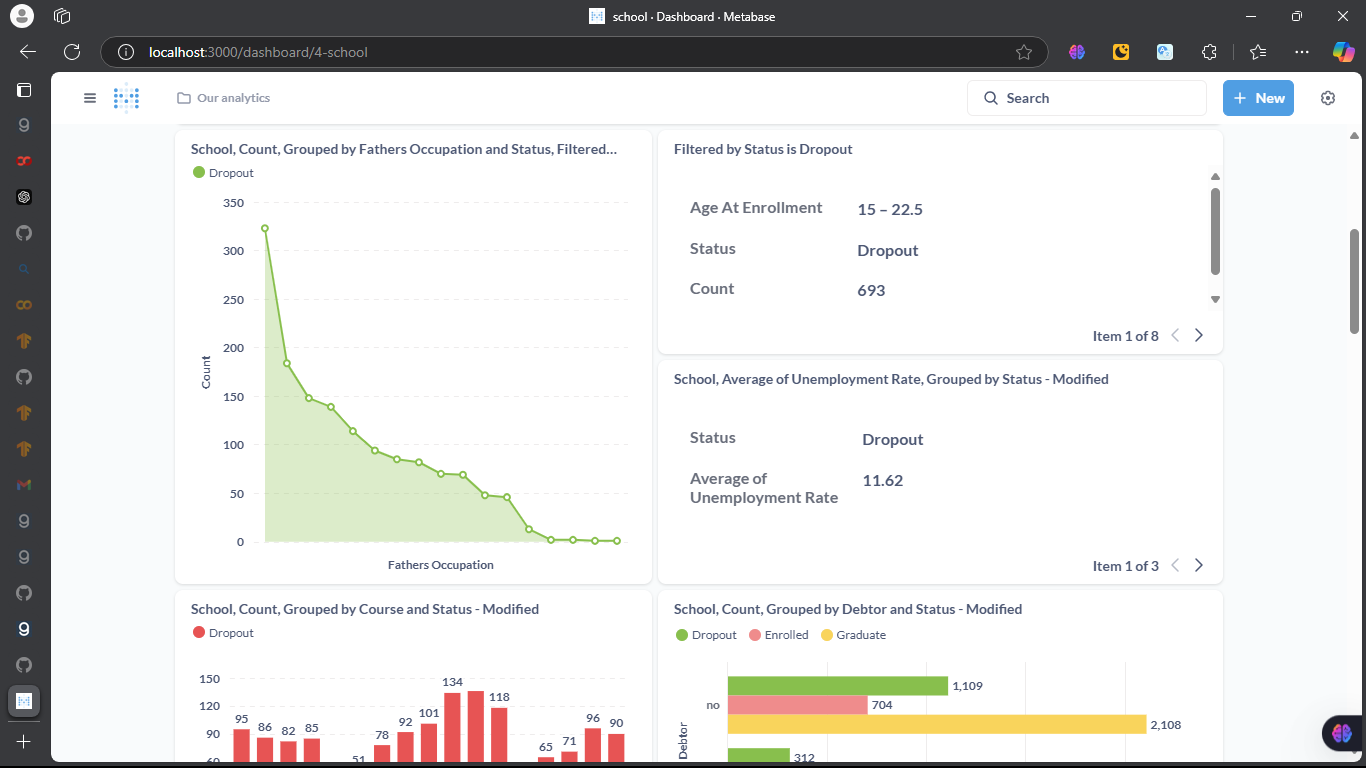 school · Dashboard · Metabase
localhost:3000/dashboard/4-school
Our analytics
Search
+ New
School, Count, Grouped by Fathers Occupation and Status, Filtered...
Dropout
350
300
250
200
150
100
50
0
Count
Fathers Occupation
Filtered by Status is Dropout
Age At Enrollment 15 – 22.5
Status Dropout
Count 693
Item 1 of 8
School, Average of Unemployment Rate, Grouped by Status - Modified
Status Dropout
Average of 11.62
Unemployment Rate
Item 1 of 3
School, Count, Grouped by Course and Status - Modified
Dropout
150
120
90
60
95 86 82 85 51 78 92 101 134 118 65 71 96 90
School, Count, Grouped by Debtor and Status - Modified
Dropout Enrolled Graduate
Debtor
no
1,109
704
2,108
312